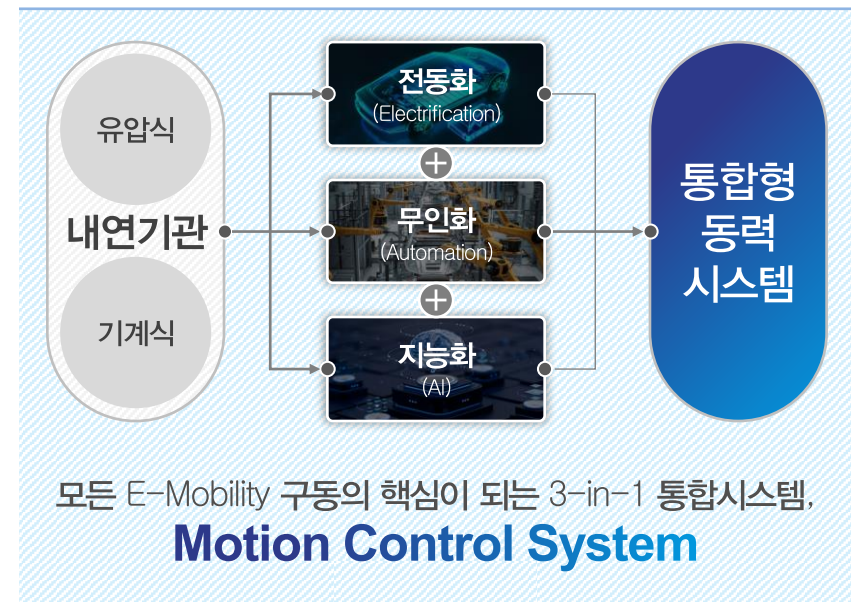 유압식
내연기관
기계식
전동화
(Electrification)
무인화
(Automation)
지능화
(AI)
통합형
동력
시스템
모든 E-Mobility 구동의 핵심이 되는 3-in-1 통합시스템,
Motion Control System